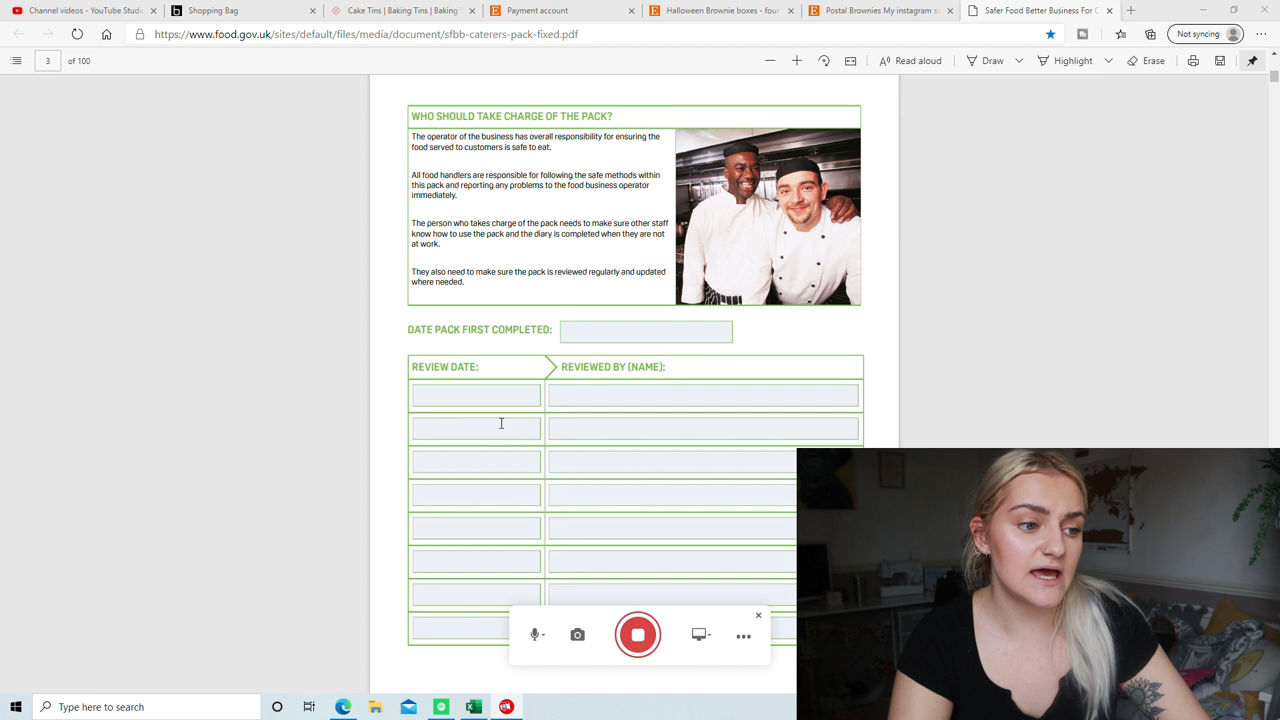 Channel videos - YouTube Studi
Shopping Bag
Cake Tins | Baking Tins | Baking
Payment account
Halloween Brownie boxes - four
Postal Brownies My instagram s
Safer Food Better Business For C
https://www.food.gov.uk/sites/default/files/media/document/sfbb-caterers-pack-fixed.pdf
Not syncing
3 of 100
Read aloud
Draw
Highlight
Erase
WHO SHOULD TAKE CHARGE OF THE PACK?
The operator of the business has overall responsibility for ensuring the
food served to customers is safe to eat.
All food handlers are responsible for following the safe methods within
this pack and reporting any problems to the food business operator
immediately.
The person who takes charge of the pack needs to make sure other staff
know how to use the pack and the diary is completed when they are not
at work.
They also need to make sure the pack is reviewed regularly and updated
where needed.
DATE PACK FIRST COMPLETED:
REVIEW DATE:
REVIEWED BY (NAME):
Type here to search